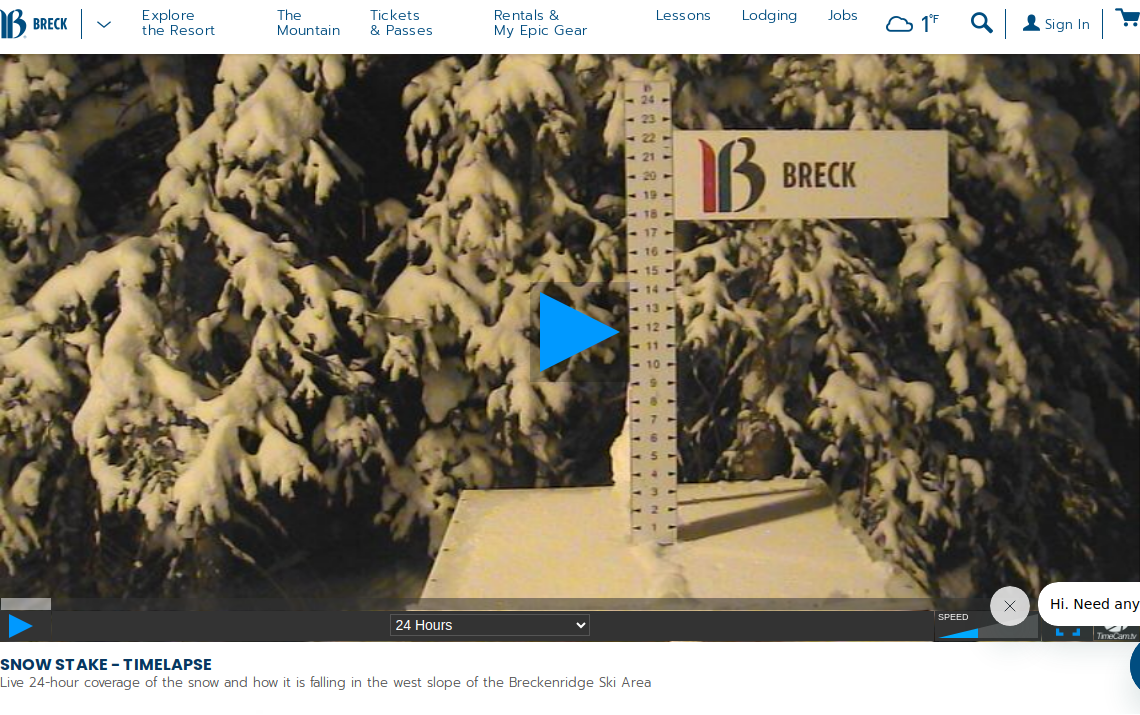 BRECK
Explore
the Resort
The
Mountain
Tickets
& Passes
Rentals &
My Epic Gear
Lessons
Lodging
Jobs
1°F
Sign In
B
24
23
22
21
20
19
18
17
16
15
14
13
12
11
10
9
8
7
6
5
4
3
2
1
B BRECK
24 Hours
SPEED
Hi. Need any
TimeCam.tv
SNOW STAKE - TIMELAPSE
Live 24-hour coverage of the snow and how it is falling in the west slope of the Breckenridge Ski Area